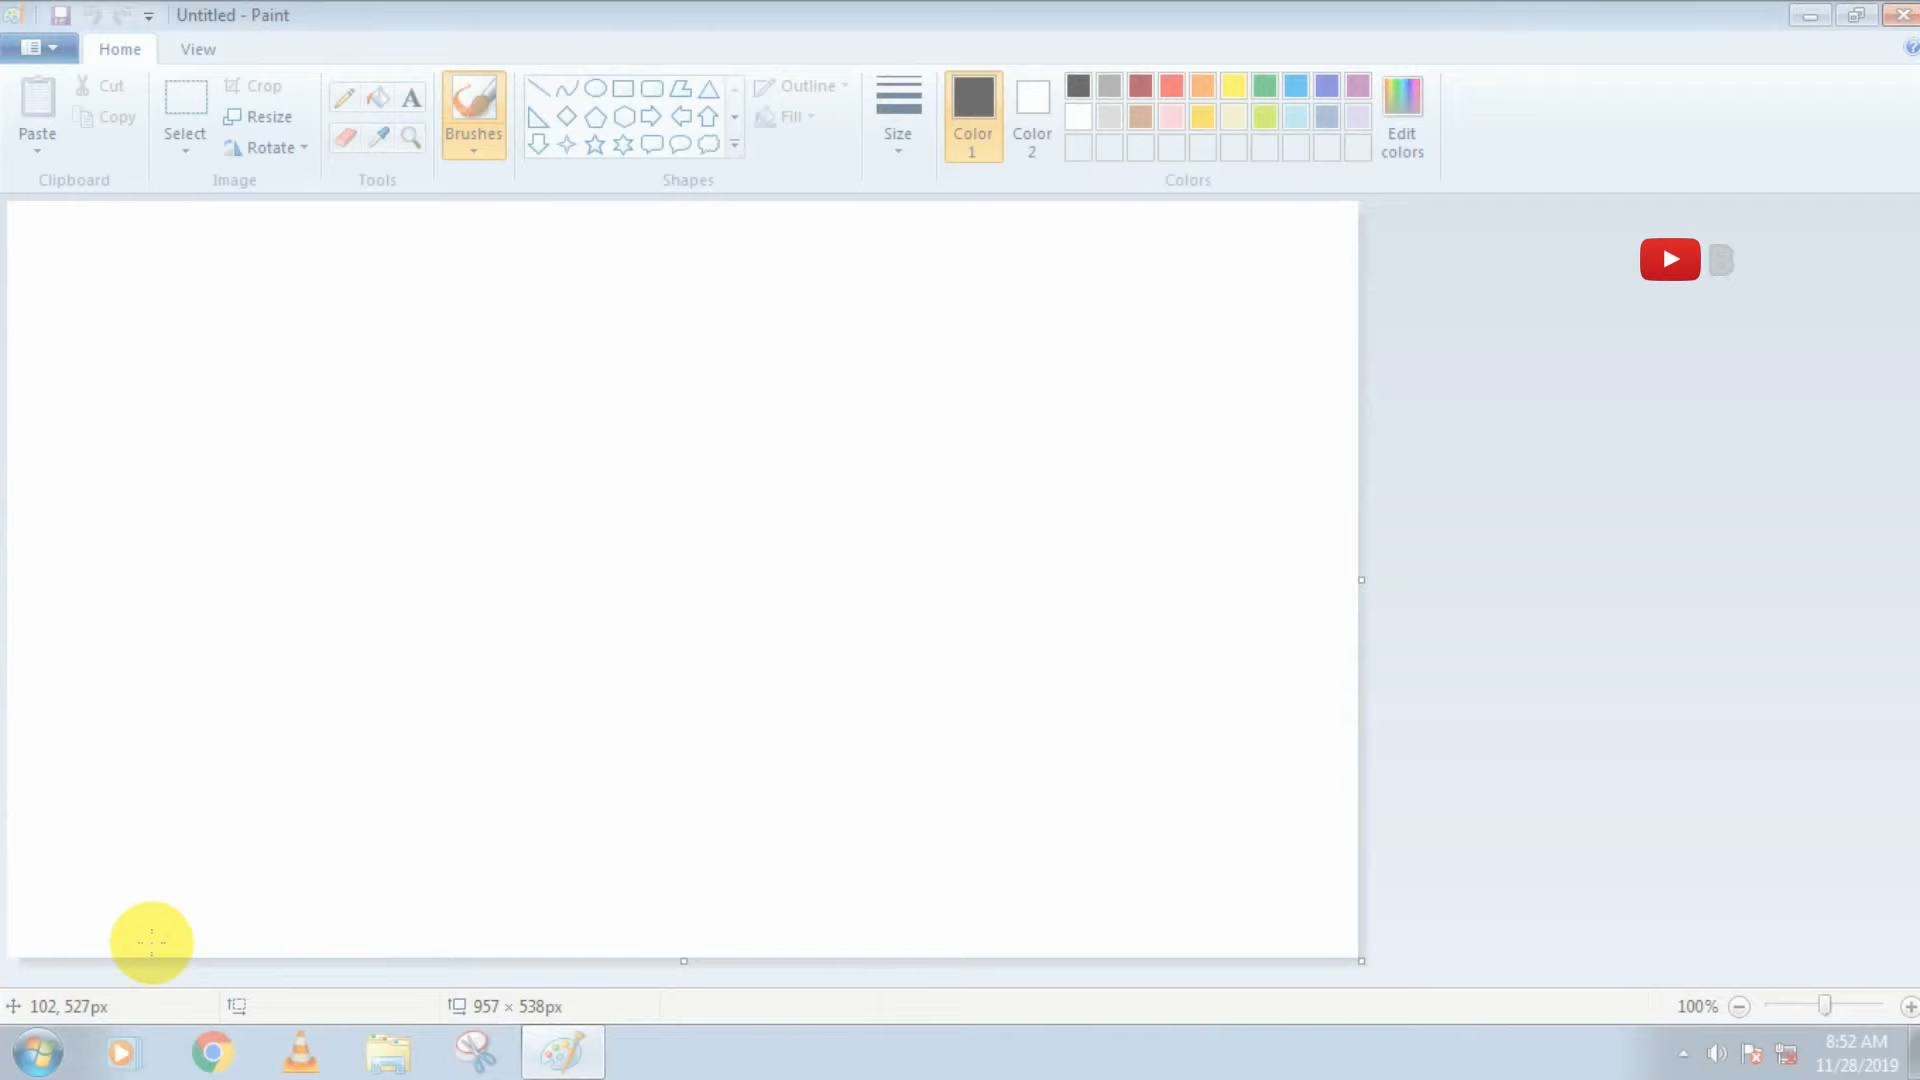 Untitled - Paint
Home View
Paste
Cut
Copy
Clipboard
Select
Crop
Resize
Rotate
Image
A
Tools
Brushes
Shapes
Outline
Fill
Size
Color 1
Color 2
Colors
Edit colors
B
102, 527px
957 × 538px
100%
8:52 AM
11/28/2019